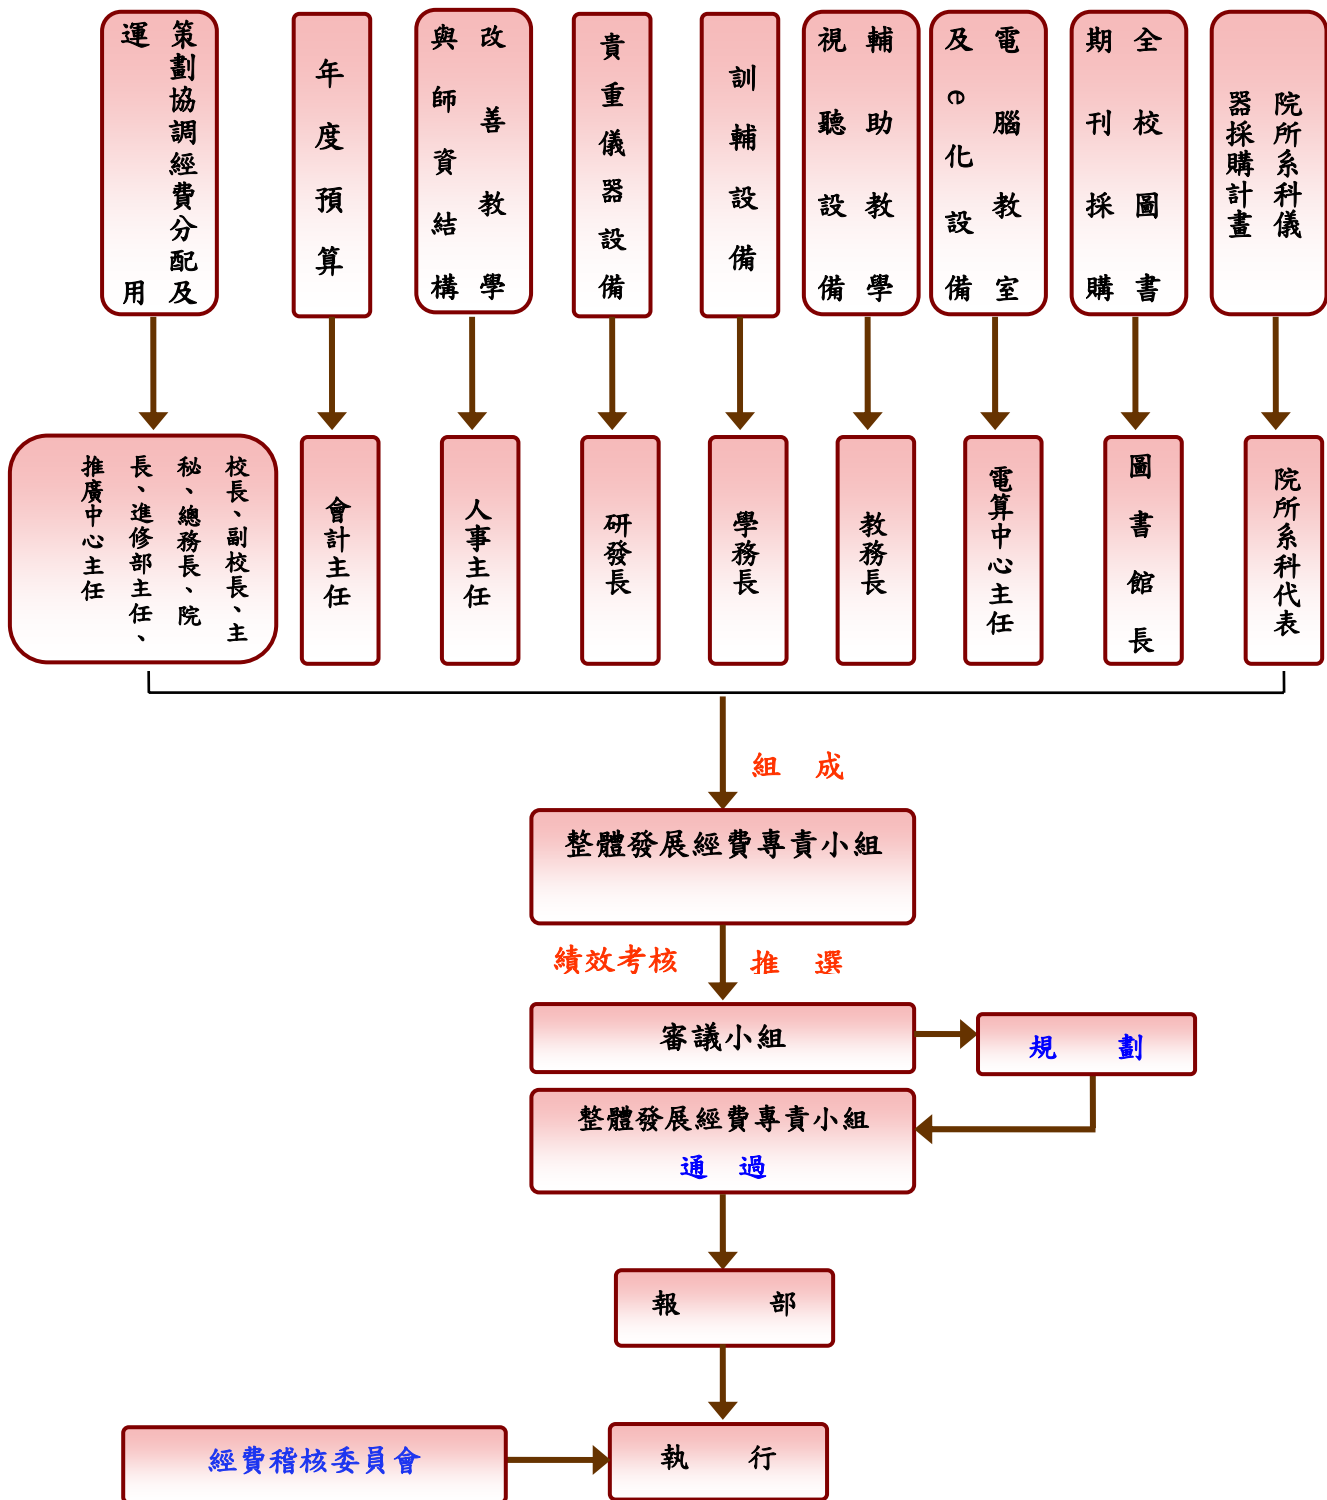 策劃協調經費分配及
運用
年度預算
改善教學
與師資結構
貴重儀器設備
訓輔設備
輔助教學
視聽設備
電腦教室
及e化設備
全校圖書
期刊採購
院所系科儀
器採購計畫
校長、副校長、主
秘、總務長、院
長、進修部主任、
推廣中心主任
會計主任
人事主任
研發長
學務長
教務長
電算中心主任
圖書館長
院所系科代表
組 成
整體發展經費專責小組
績效考核 推 選
審議小組
規 劃
整體發展經費專責小組
通 過
報 部
經費稽核委員會
執 行